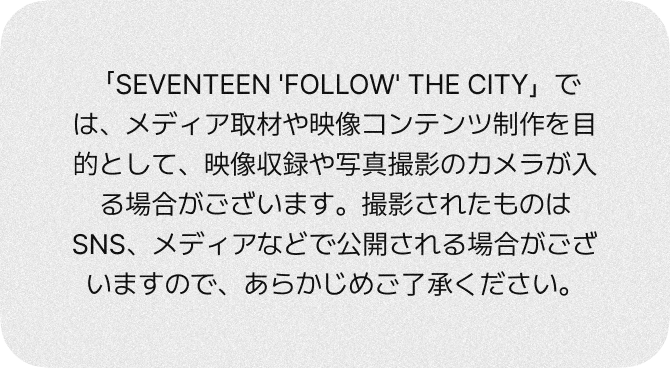 「SEVENTEEN 'FOLLOW' THE CITY」で
は、メディア取材や映像コンテンツ制作を目
的として、映像収録や写真撮影のカメラが入
る場合がございます。撮影されたものは
SNS、メディアなどで公開される場合がござ
いますので、あらかじめご了承ください。